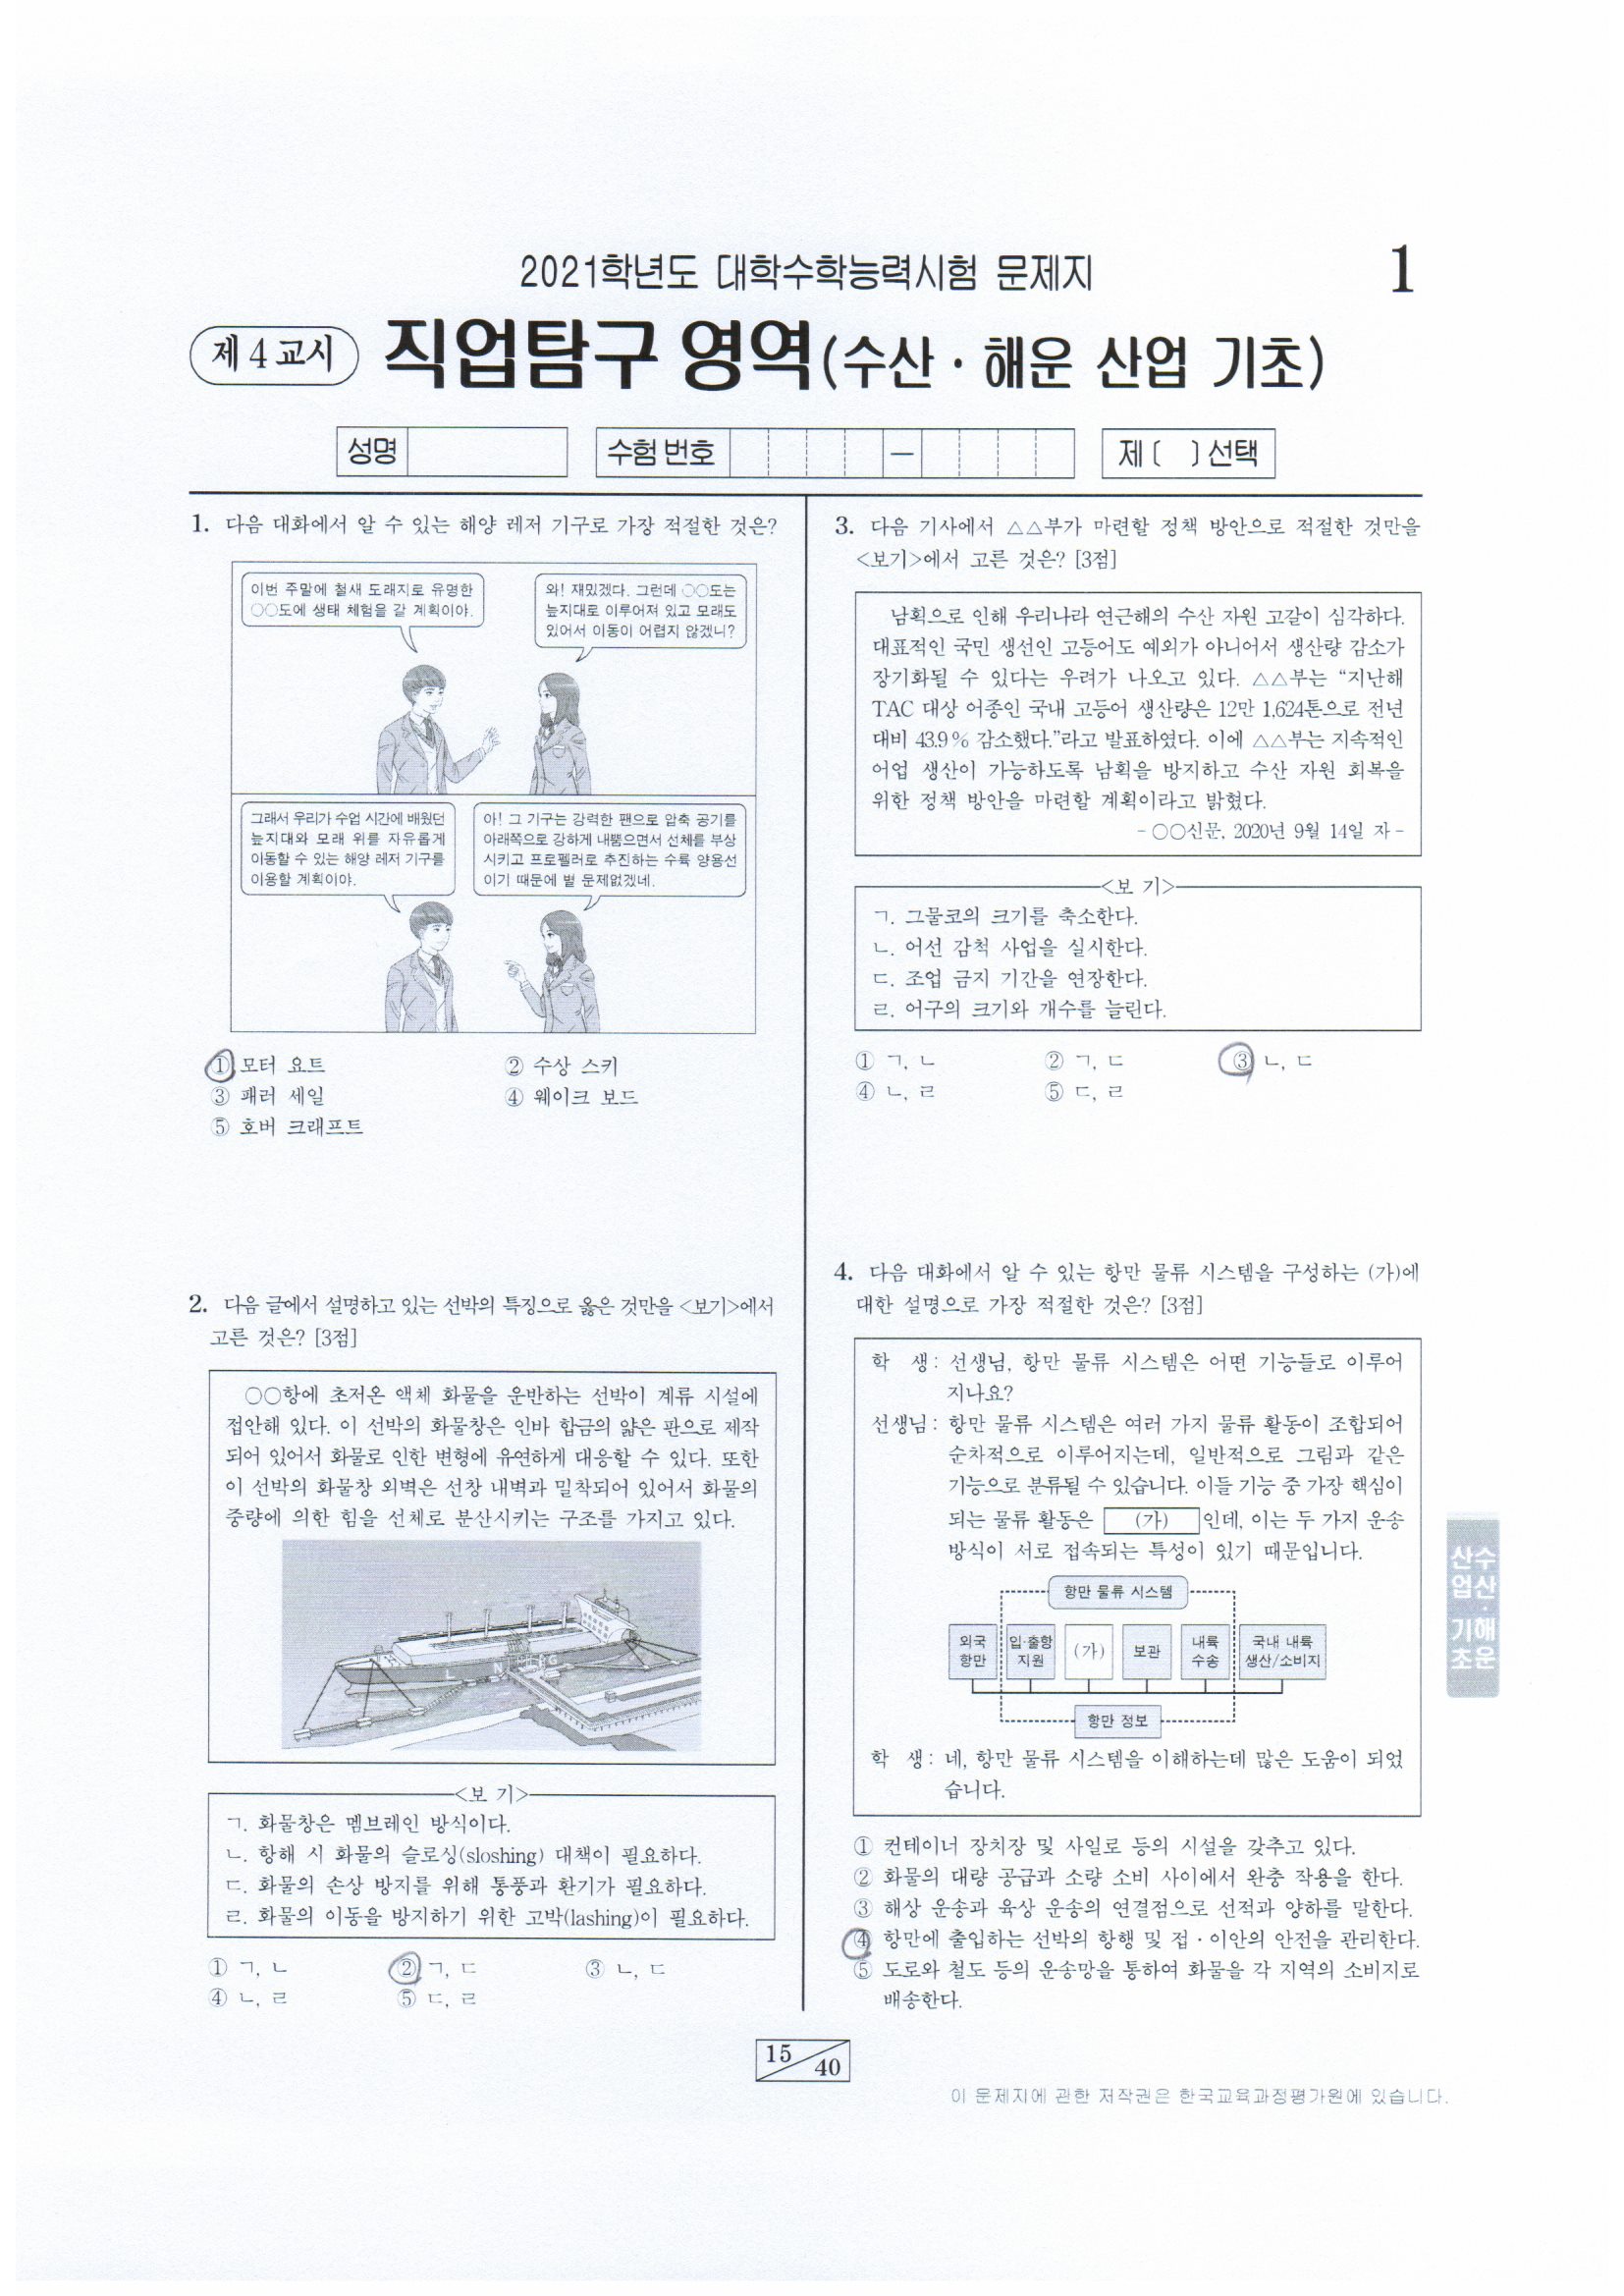 2021학년도 대학수학능력시험 문제지
1
제 4 교시
직업탐구 영역(수산·해운 산업 기초)
성명
수험 번호
—
제 〔 〕 선택
1. 다음 대화에서 알 수 있는 해양 레저 기구로 가장 적절한 것은?
이번 주말에 철새 도래지로 유명한
○○도에 생태 체험을 갈 계획이야.
와! 재밌겠다. 그런데 ○○도는
늪지대로 이루어져 있고 모래도
있어서 이동이 어렵지 않겠니?
그래서 우리가 수업 시간에 배웠던
늪지대와 모래 위를 자유롭게
이동할 수 있는 해양 레저 기구를
이용할 계획이야.
아! 그 기구는 강력한 팬으로 압축 공기를
아래쪽으로 강하게 내뿜으면서 선체를 부상
시키고 프로펠러로 추진하는 수륙 양용선
이기 때문에 별 문제없겠네.
① 모터 요트
② 수상 스키
③ 패러 세일
④ 웨이크 보드
⑤ 호버 크래프트
2. 다음 글에서 설명하고 있는 선박의 특징으로 옳은 것만을 <보기>에서
고른 것은? [3점]
○○항에 초저온 액체 화물을 운반하는 선박이 계류 시설에
접안해 있다. 이 선박의 화물창은 인바 합금의 얇은 판으로 제작
되어 있어서 화물로 인한 변형에 유연하게 대응할 수 있다. 또한
이 선박의 화물창 외벽은 선창 내벽과 밀착되어 있어서 화물의
중량에 의한 힘을 선체로 분산시키는 구조를 가지고 있다.
L N G
<보 기>
ㄱ. 화물창은 멤브레인 방식이다.
ㄴ. 항해 시 화물의 슬로싱(sloshing) 대책이 필요하다.
ㄷ. 화물의 손상 방지를 위해 통풍과 환기가 필요하다.
ㄹ. 화물의 이동을 방지하기 위한 고박(lashing)이 필요하다.
① ㄱ, ㄴ
② ㄱ, ㄷ
③ ㄴ, ㄷ
④ ㄴ, ㄹ
⑤ ㄷ, ㄹ
3. 다음 기사에서 △△부가 마련할 정책 방안으로 적절한 것만을
<보기>에서 고른 것은? [3점]
남획으로 인해 우리나라 연근해의 수산 자원 고갈이 심각하다.
대표적인 국민 생선인 고등어도 예외가 아니어서 생산량 감소가
장기화될 수 있다는 우려가 나오고 있다. △△부는 “지난해
TAC 대상 어종인 국내 고등어 생산량은 12만 1,624톤으로 전년
대비 43.9% 감소했다.”라고 발표하였다. 이에 △△부는 지속적인
어업 생산이 가능하도록 남획을 방지하고 수산 자원 회복을
위한 정책 방안을 마련할 계획이라고 밝혔다.
- ○○신문, 2020년 9월 14일 자 -
<보 기>
ㄱ. 그물코의 크기를 축소한다.
ㄴ. 어선 감척 사업을 실시한다.
ㄷ. 조업 금지 기간을 연장한다.
ㄹ. 어구의 크기와 개수를 늘린다.
① ㄱ, ㄴ
② ㄱ, ㄷ
③ ㄴ, ㄷ
④ ㄴ, ㄹ
⑤ ㄷ, ㄹ
4. 다음 대화에서 알 수 있는 항만 물류 시스템을 구성하는 (가)에
대한 설명으로 가장 적절한 것은? [3점]
학 생: 선생님, 항만 물류 시스템은 어떤 기능들로 이루어
지나요?
선생님: 항만 물류 시스템은 여러 가지 물류 활동이 조합되어
순차적으로 이루어지는데, 일반적으로 그림과 같은
기능으로 분류될 수 있습니다. 이들 기능 중 가장 핵심이
되는 물류 활동은 (가) 인데, 이는 두 가지 운송
방식이 서로 접속되는 특성이 있기 때문입니다.
항만 물류 시스템
외국 항만
입·출항 지원
(가)
보관
내륙 수송
국내 내륙 생산/소비지
항만 정보
학 생: 네, 항만 물류 시스템을 이해하는데 많은 도움이 되었
습니다.
① 컨테이너 장치장 및 사일로 등의 시설을 갖추고 있다.
② 화물의 대량 공급과 소량 소비 사이에서 완충 작용을 한다.
③ 해상 운송과 육상 운송의 연결점으로 선적과 양하를 말한다.
④ 항만에 출입하는 선박의 항행 및 접·이안의 안전을 관리한다.
⑤ 도로와 철도 등의 운송망을 통하여 화물을 각 지역의 소비지로
배송한다.
수산·해운
산업 기초
15
40
이 문제지에 관한 저작권은 한국교육과정평가원에 있습니다.